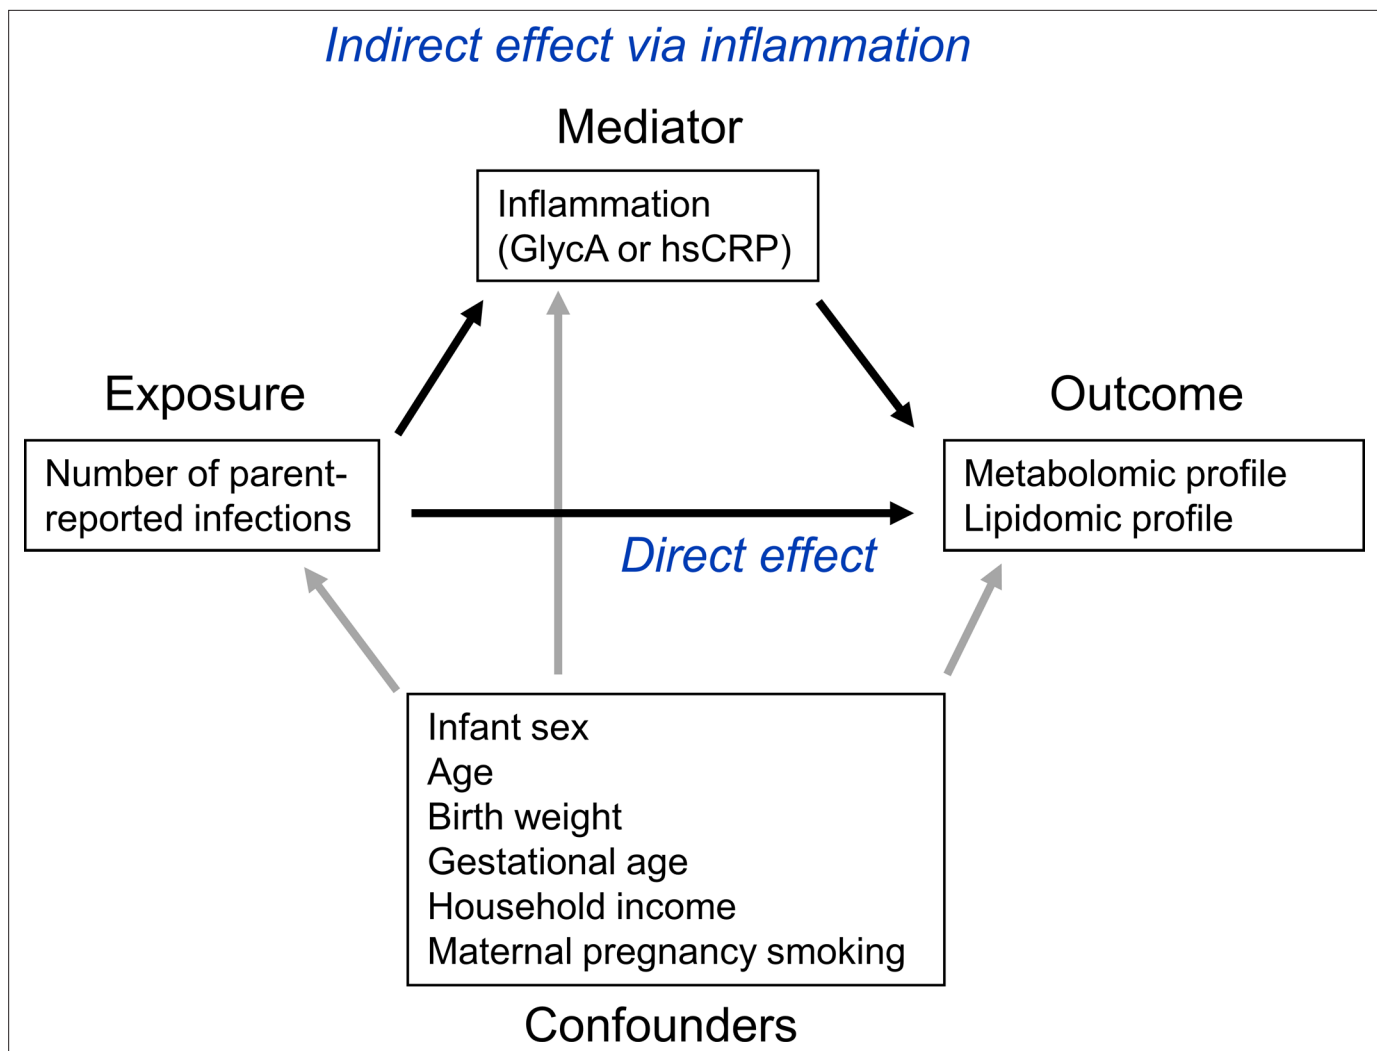 Indirect effect via inflammation
Mediator
Inflammation
(GlycA or hsCRP)
Exposure
Number of parent-
reported infections
Outcome
Metabolomic profile
Lipidomic profile
Direct effect
Infant sex
Age
Birth weight
Gestational age
Household income
Maternal pregnancy smoking
Confounders